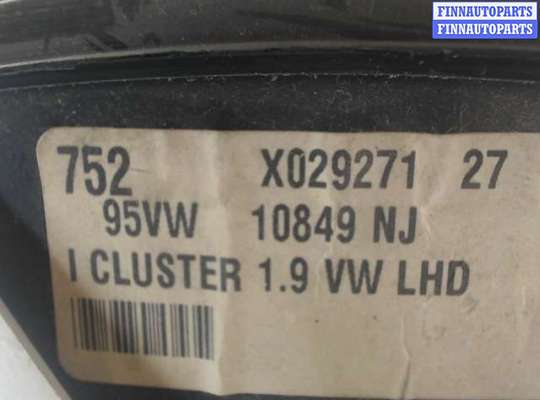 FINNAUTOPARTS
FINNAUTOPARTS
752 X029271 27
95VW 10849 NJ
I CLUSTER 1.9 VW LHD